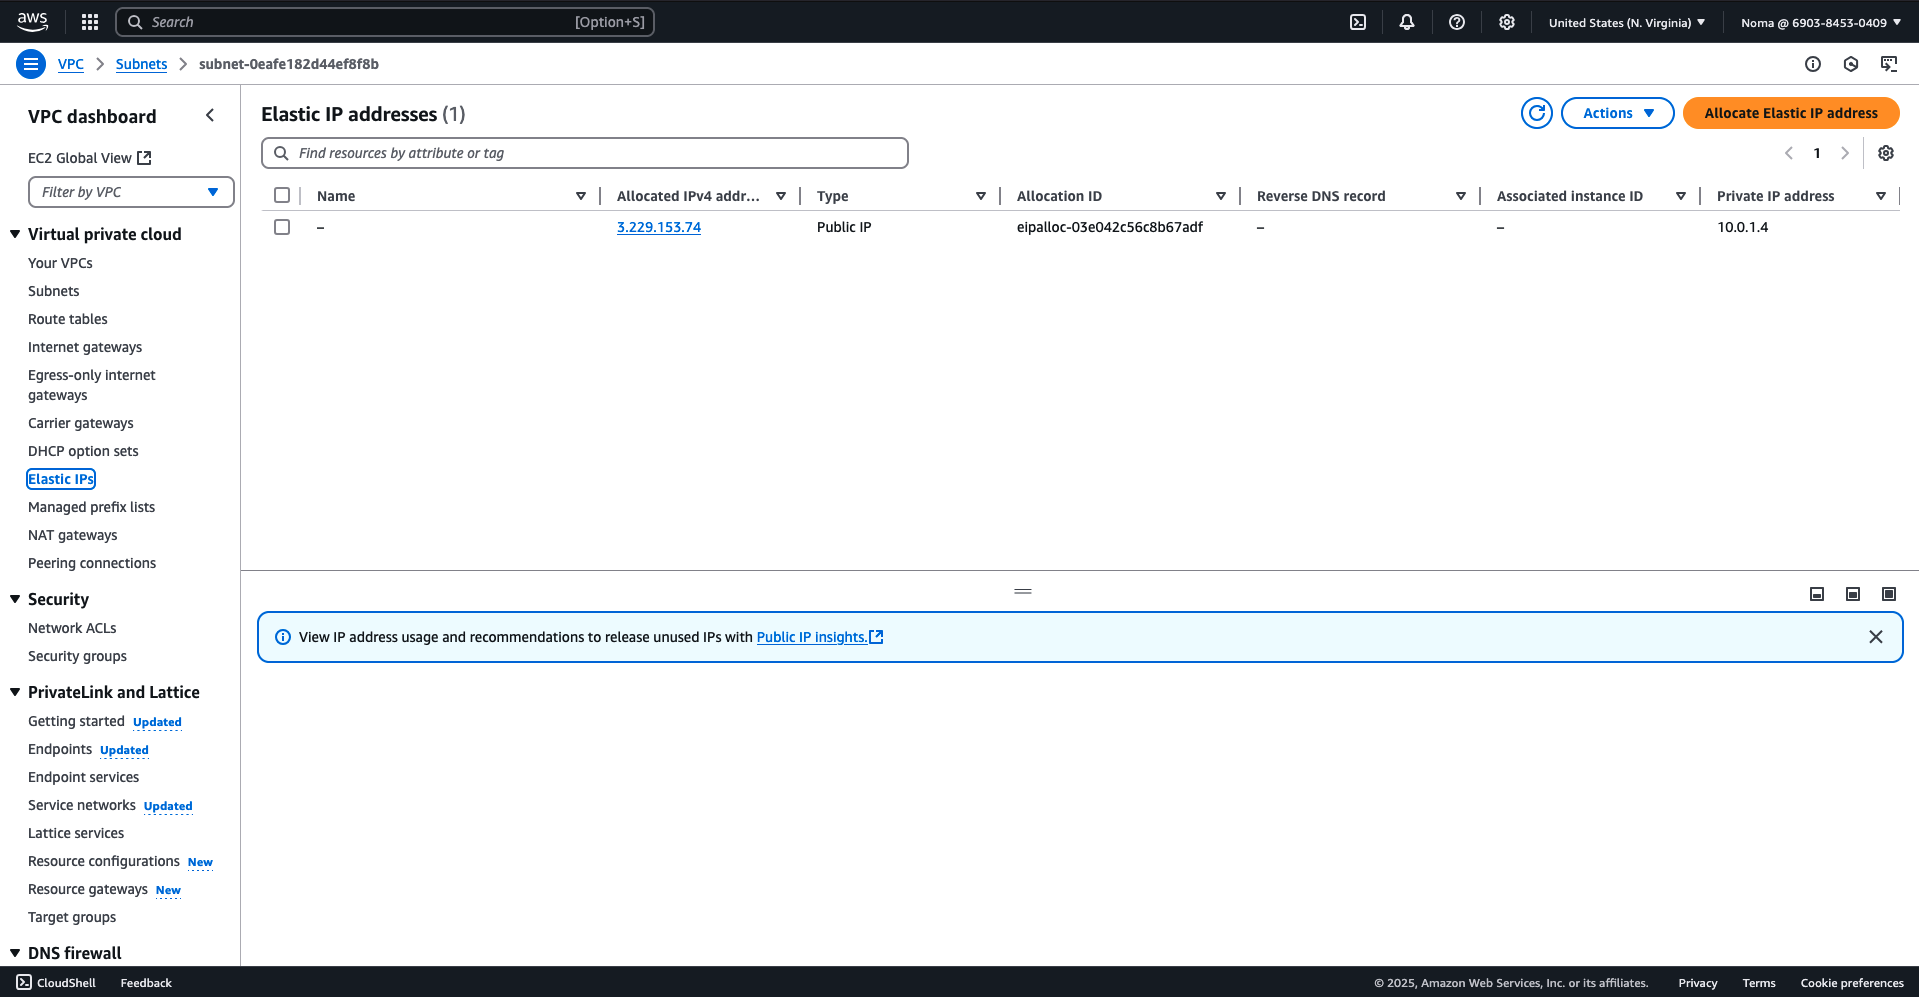 aws
Search [Option+S]
United States (N. Virginia)
Noma @ 6903-8453-0409
VPC
Subnets
subnet-0eafe182d44ef8f8b
VPC dashboard
EC2 Global View
Filter by VPC
Virtual private cloud
Your VPCs
Subnets
Route tables
Internet gateways
Egress-only internet
gateways
Carrier gateways
DHCP option sets
Elastic IPs
Managed prefix lists
NAT gateways
Peering connections
Security
Network ACLs
Security groups
PrivateLink and Lattice
Getting started Updated
Endpoints Updated
Endpoint services
Service networks Updated
Lattice services
Resource configurations New
Resource gateways New
Target groups
DNS firewall
Elastic IP addresses (1)
Actions
Allocate Elastic IP address
Find resources by attribute or tag
1
Name Allocated IPv4 addr... Type Allocation ID Reverse DNS record Associated instance ID Private IP address
– 3.229.153.74 Public IP eipalloc-03e042c56c8b67adf – – 10.0.1.4
View IP address usage and recommendations to release unused IPs with Public IP insights.
CloudShell Feedback
© 2025, Amazon Web Services, Inc. or its affiliates. Privacy Terms Cookie preferences